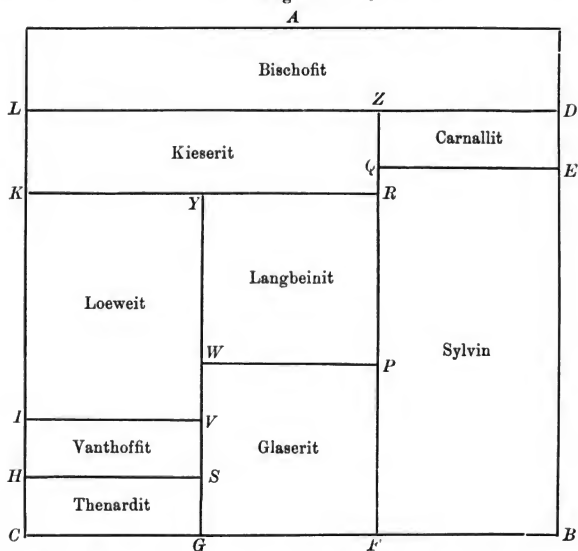 A
Bischofit
L Z D
Carnallit
Kieserit
Q E
K Y R
Langbeinit
Loeweit
W P
Sylvin
I V
Vanthoffit Glaserit
H S
Thenardit
C G F B